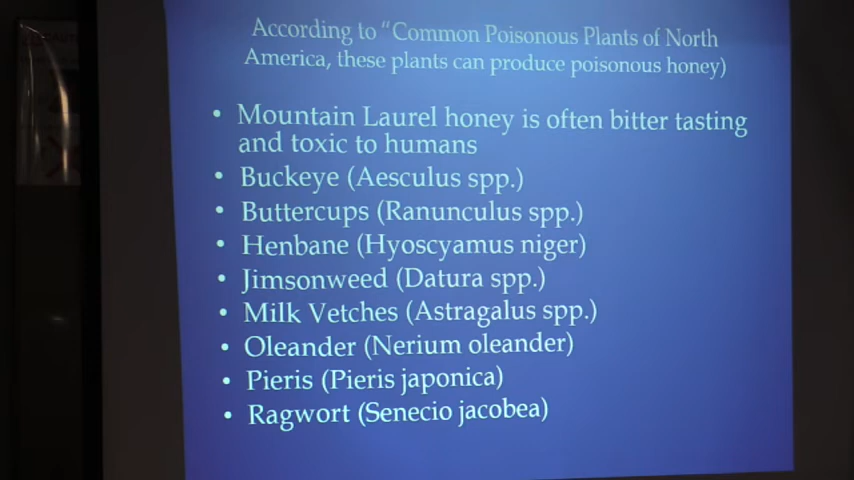 According to “Common Poisonous Plants of North
America, these plants can produce poisonous honey)
• Mountain Laurel honey is often bitter tasting
and toxic to humans
• Buckeye (Aesculus spp.)
• Buttercups (Ranunculus spp.)
• Henbane (Hyoscyamus niger)
• Jimsonweed (Datura spp.)
• Milk Vetches (Astragalus spp.)
• Oleander (Nerium oleander)
• Pieris (Pieris japonica)
• Ragwort (Senecio jacobea)